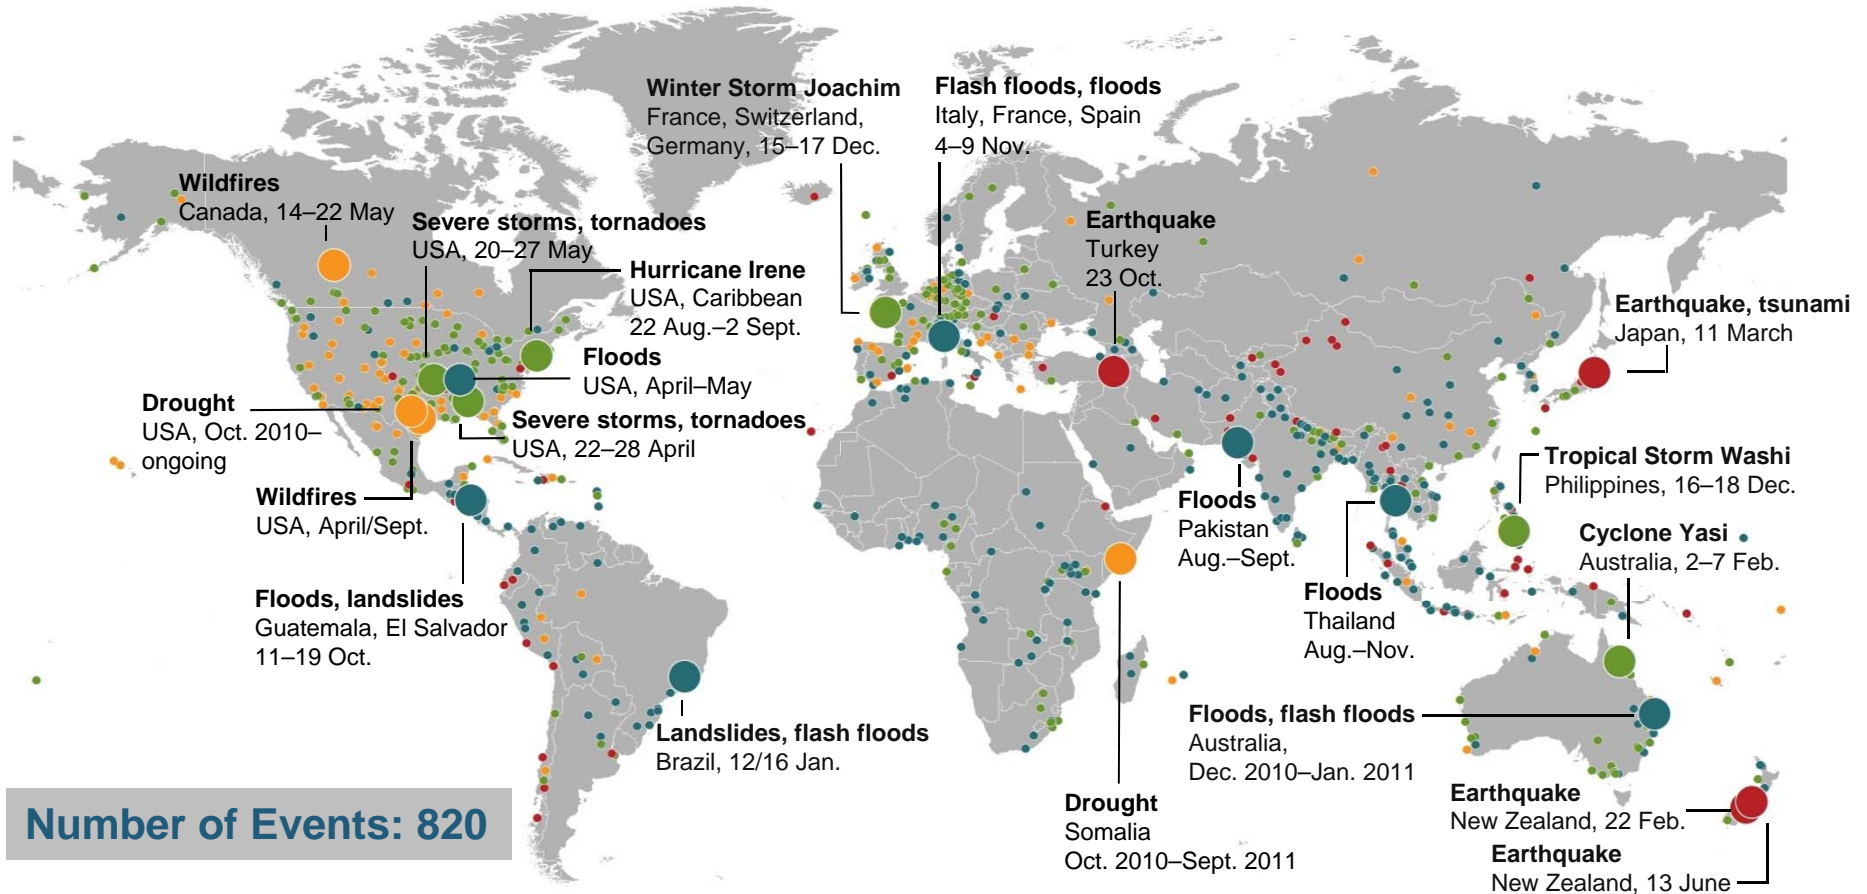 Winter Storm Joachim
France, Switzerland,
Germany, 15–17 Dec.
Flash floods, floods
Italy, France, Spain
4–9 Nov.
Wildfires
Canada, 14–22 May
Severe storms, tornadoes
USA, 20–27 May
Hurricane Irene
USA, Caribbean
22 Aug.–2 Sept.
Earthquake
Turkey
23 Oct.
Earthquake, tsunami
Japan, 11 March
Floods
USA, April–May
Drought
USA, Oct. 2010–
ongoing
Severe storms, tornadoes
USA, 22–28 April
Wildfires
USA, April/Sept.
Tropical Storm Washi
Philippines, 16–18 Dec.
Floods
Pakistan
Aug.–Sept.
Cyclone Yasi
Australia, 2–7 Feb.
Floods, landslides
Guatemala, El Salvador
11–19 Oct.
Floods
Thailand
Aug.–Nov.
Landslides, flash floods
Brazil, 12/16 Jan.
Floods, flash floods
Australia,
Dec. 2010–Jan. 2011
Drought
Somalia
Oct. 2010–Sept. 2011
Earthquake
New Zealand, 22 Feb.
Earthquake
New Zealand, 13 June
Number of Events: 820